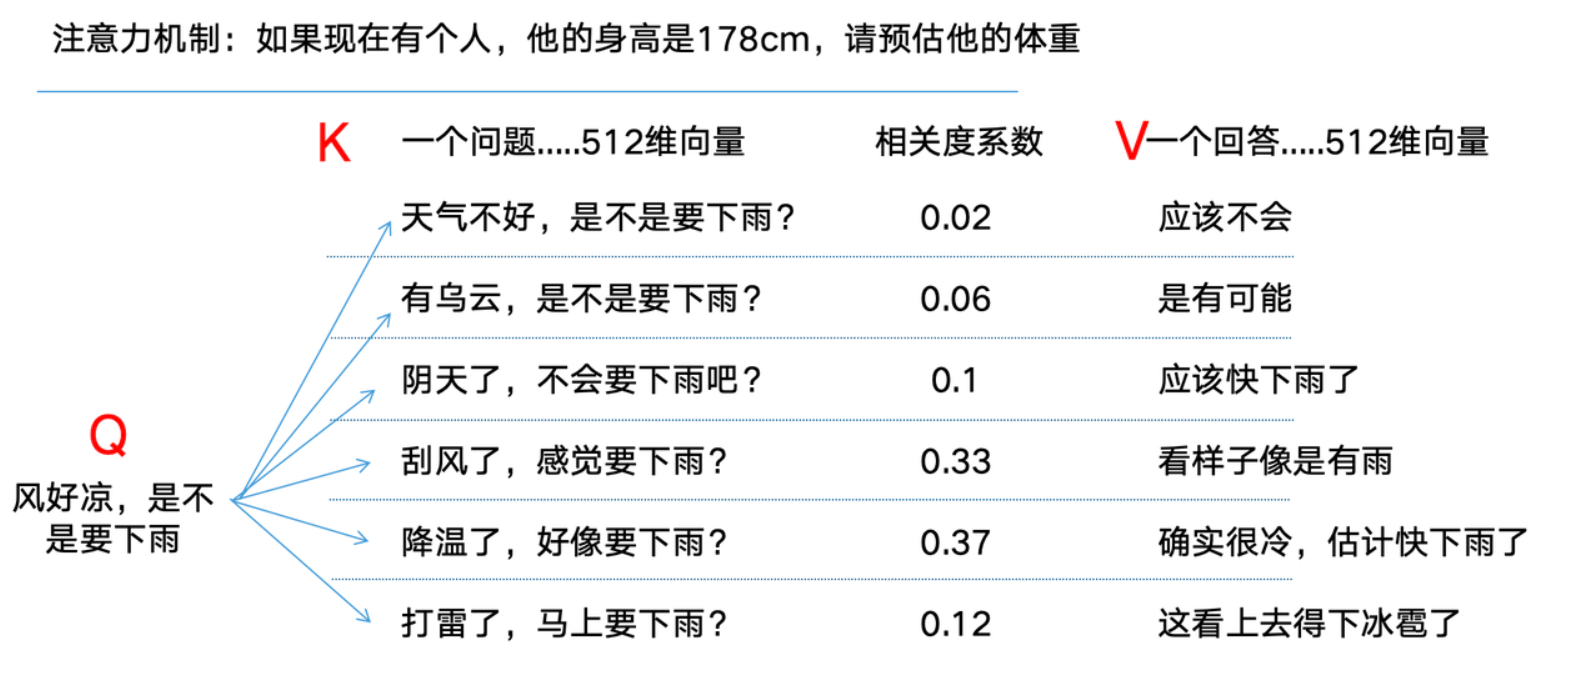 注意力机制：如果现在有个人，他的身高是178cm，请预估他的体重
K 一个问题.....512维向量 相关度系数 V一个回答.....512维向量
天气不好，是不是要下雨？ 0.02 应该不会
有乌云，是不是要下雨？ 0.06 是有可能
阴天了，不会要下雨吧？ 0.1 应该快下雨了
Q
刮风了，感觉要下雨？ 0.33 看样子像是有雨
风好凉，是不
是要下雨
降温了，好像要下雨？ 0.37 确实很冷，估计快下雨了
打雷了，马上要下雨？ 0.12 这看上去得下冰雹了